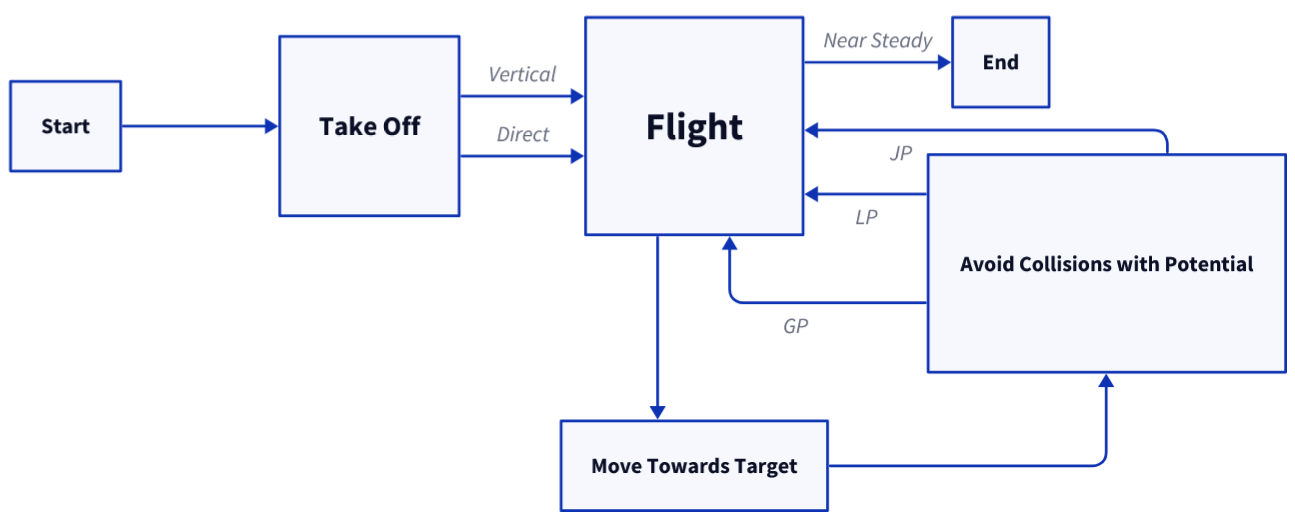 Start
Take Off
Vertical
Direct
Flight
Near Steady
End
JP
LP
GP
Avoid Collisions with Potential
Move Towards Target